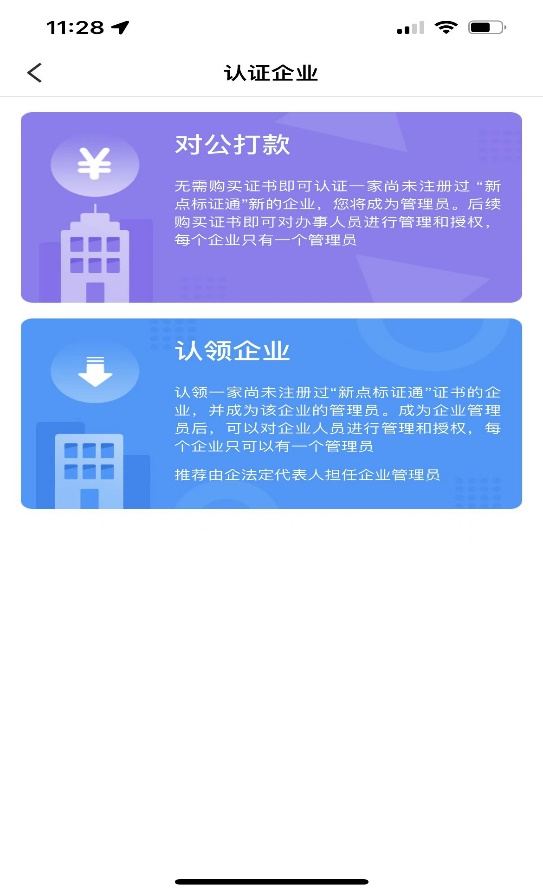 11:28
认证企业
对公打款
无需购买证书即可认证一家尚未注册过 “新
点标证通”新的企业，您将成为管理员。后续
购买证书即可对办事人员进行管理和授权，
每个企业只有一个管理员
认领企业
认领一家尚未注册过“新点标证通”证书的企
业，并成为该企业的管理员。成为企业管理
员后，可以对企业人员进行管理和授权，每
个企业只可以有一个管理员
推荐由企法定代表人担任企业管理员